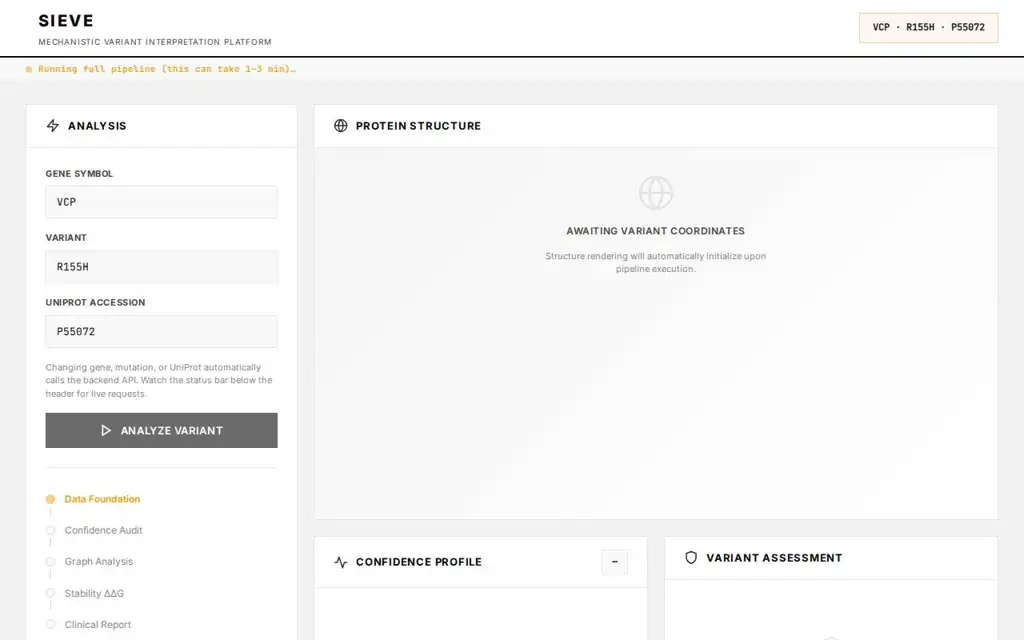 SIEVE
MECHANISTIC VARIANT INTERPRETATION PLATFORM
VCP · R155H · P55072
Running full pipeline (this can take 1–3 min)…
ANALYSIS
GENE SYMBOL
VCP
VARIANT
R155H
UNIPROT ACCESSION
P55072
Changing gene, mutation, or UniProt automatically
calls the backend API. Watch the status bar below the
header for live requests.
ANALYZE VARIANT
Data Foundation
Confidence Audit
Graph Analysis
Stability ΔΔG
Clinical Report
PROTEIN STRUCTURE
AWAITING VARIANT COORDINATES
Structure rendering will automatically initialize upon
pipeline execution.
CONFIDENCE PROFILE
–
VARIANT ASSESSMENT